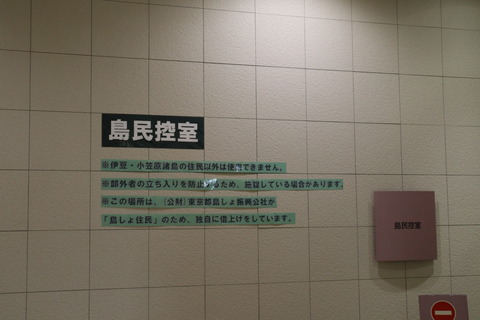 島民控室
※伊豆・小笠原諸島の住民以外は使用できません。
※部外者の立ち入りを防止するため、施錠している場合があります。
※この場所は、(公財)東京都島しょ振興公社が
「島しょ住民」のため、独自に借上げをしています。
島民控室